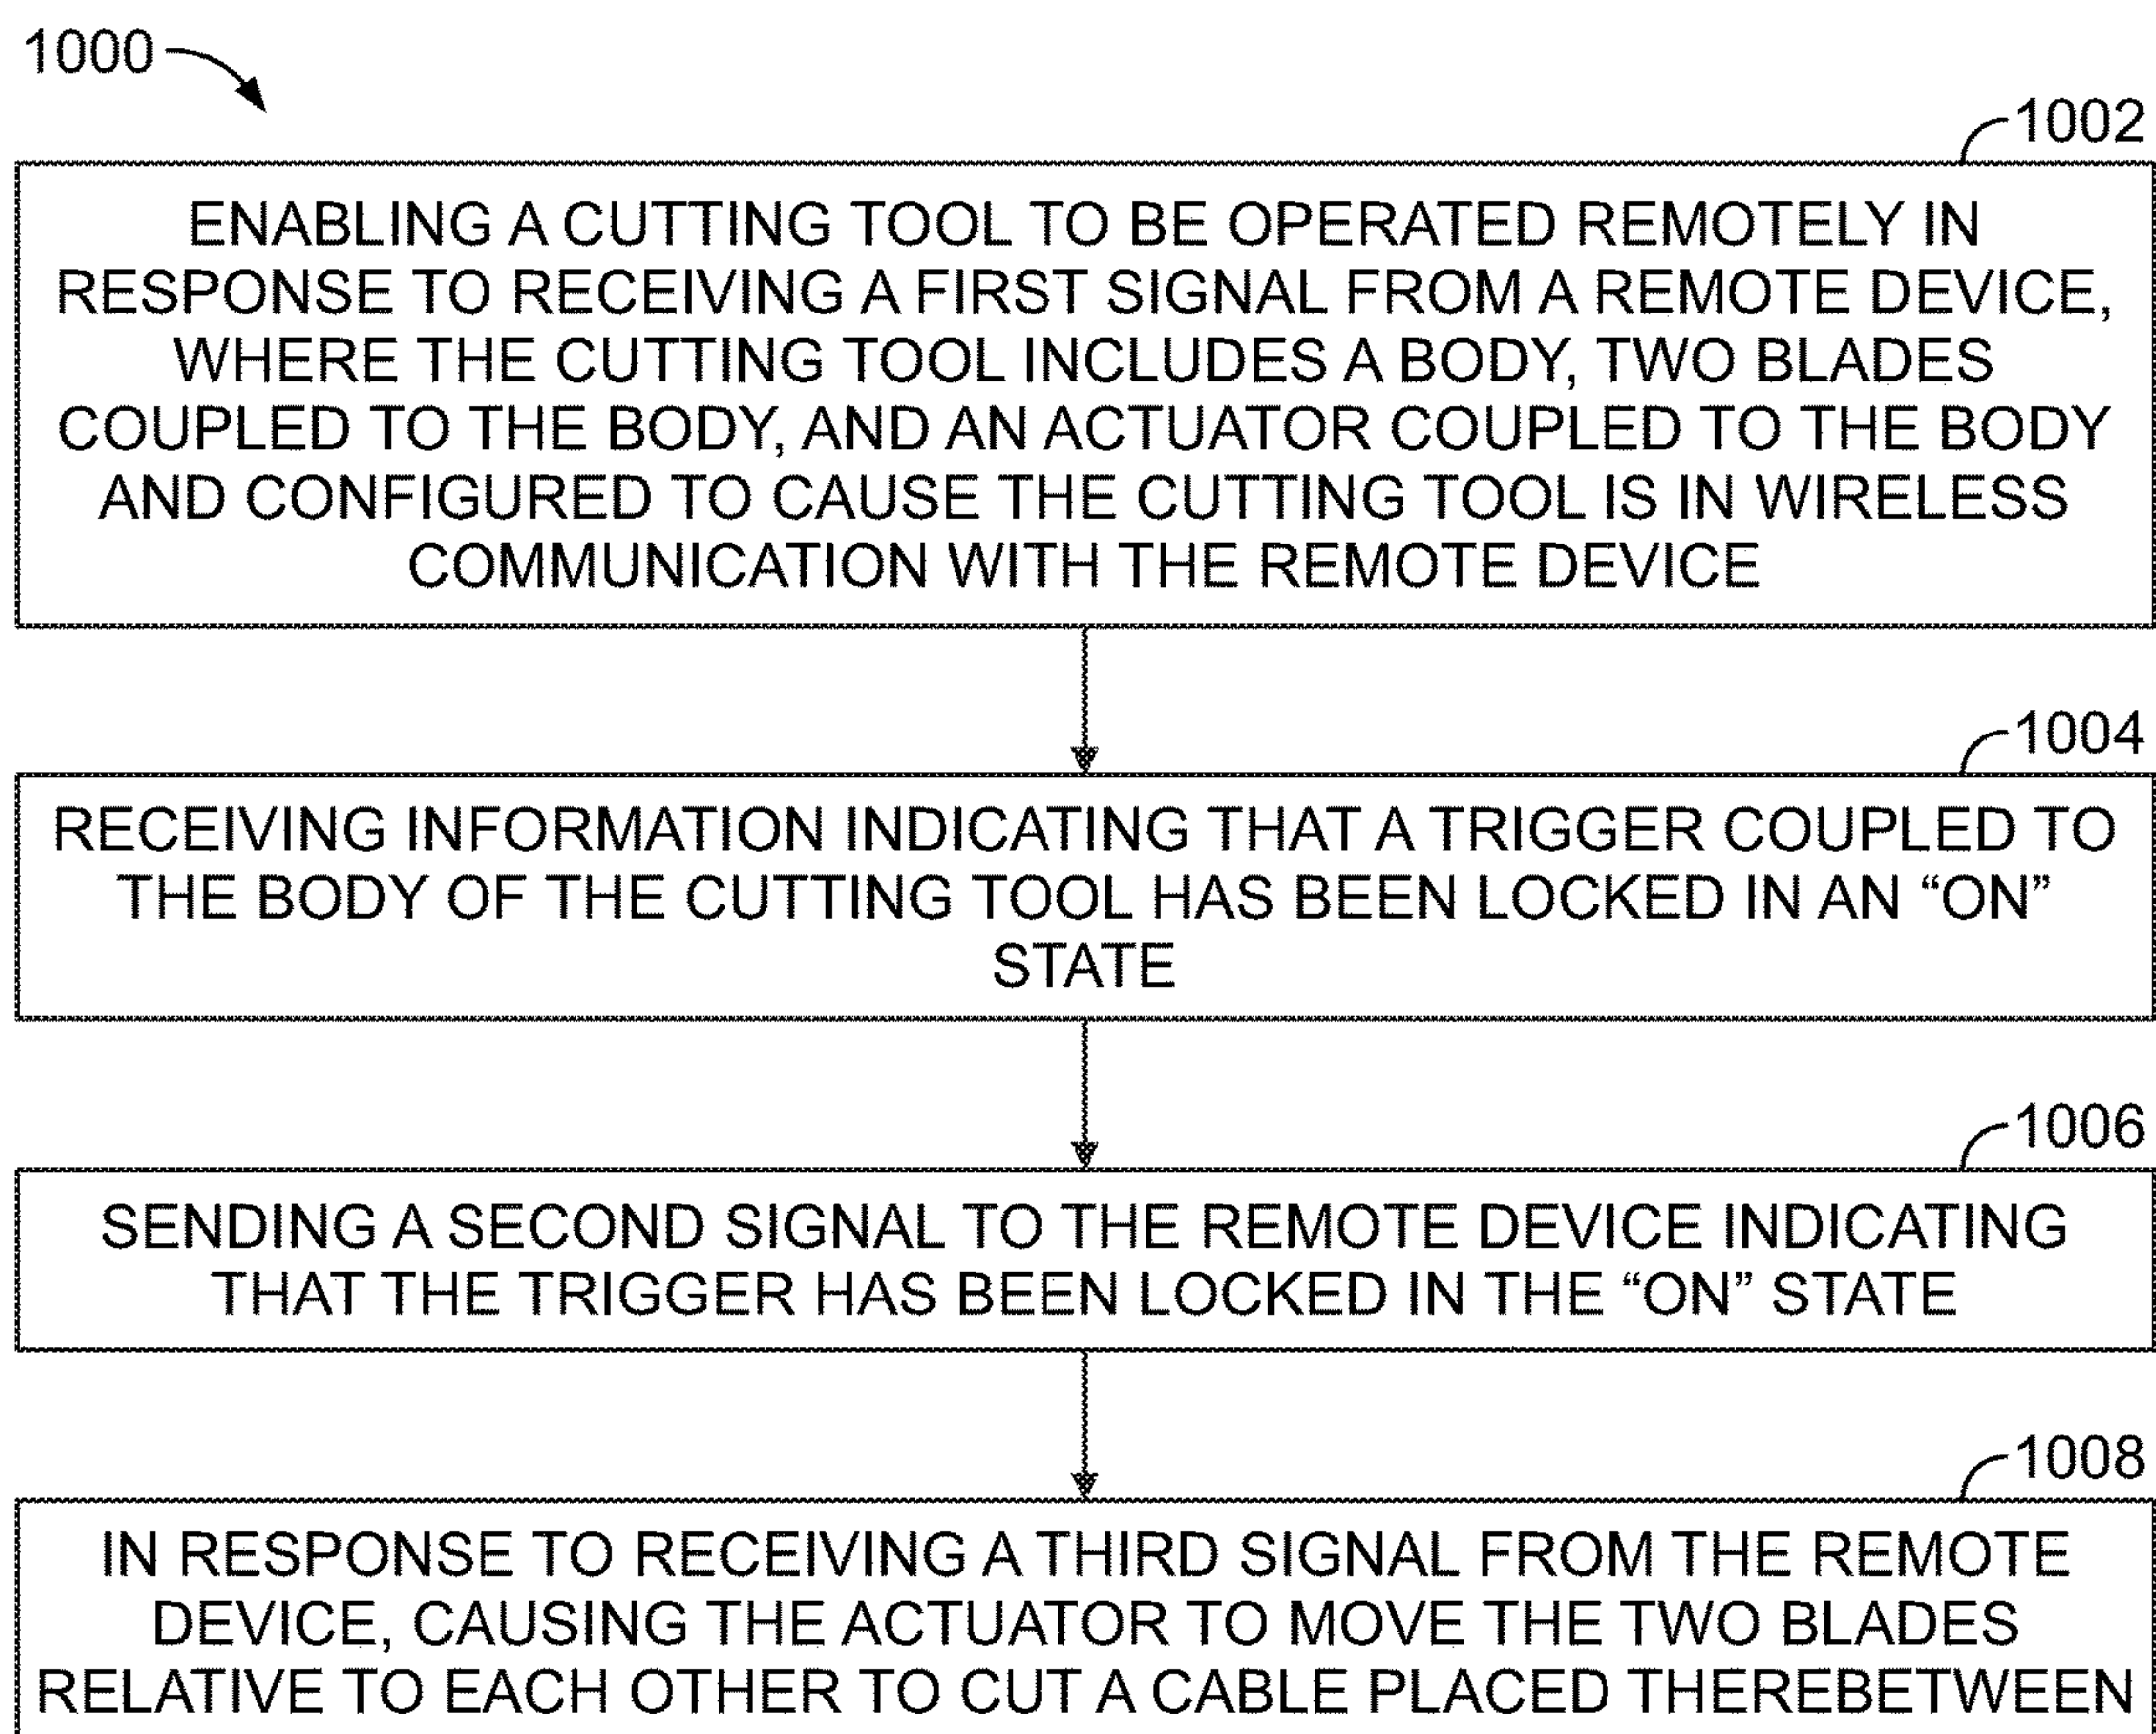 1000
1002
ENABLING A CUTTING TOOL TO BE OPERATED REMOTELY IN
RESPONSE TO RECEIVING A FIRST SIGNAL FROM A REMOTE DEVICE,
WHERE THE CUTTING TOOL INCLUDES A BODY, TWO BLADES
COUPLED TO THE BODY, AND AN ACTUATOR COUPLED TO THE BODY
AND CONFIGURED TO CAUSE THE CUTTING TOOL IS IN WIRELESS
COMMUNICATION WITH THE REMOTE DEVICE
1004
RECEIVING INFORMATION INDICATING THAT A TRIGGER COUPLED TO
THE BODY OF THE CUTTING TOOL HAS BEEN LOCKED IN AN “ON”
STATE
1006
SENDING A SECOND SIGNAL TO THE REMOTE DEVICE INDICATING
THAT THE TRIGGER HAS BEEN LOCKED IN THE “ON” STATE
1008
IN RESPONSE TO RECEIVING A THIRD SIGNAL FROM THE REMOTE
DEVICE, CAUSING THE ACTUATOR TO MOVE THE TWO BLADES
RELATIVE TO EACH OTHER TO CUT A CABLE PLACED THEREBETWEEN